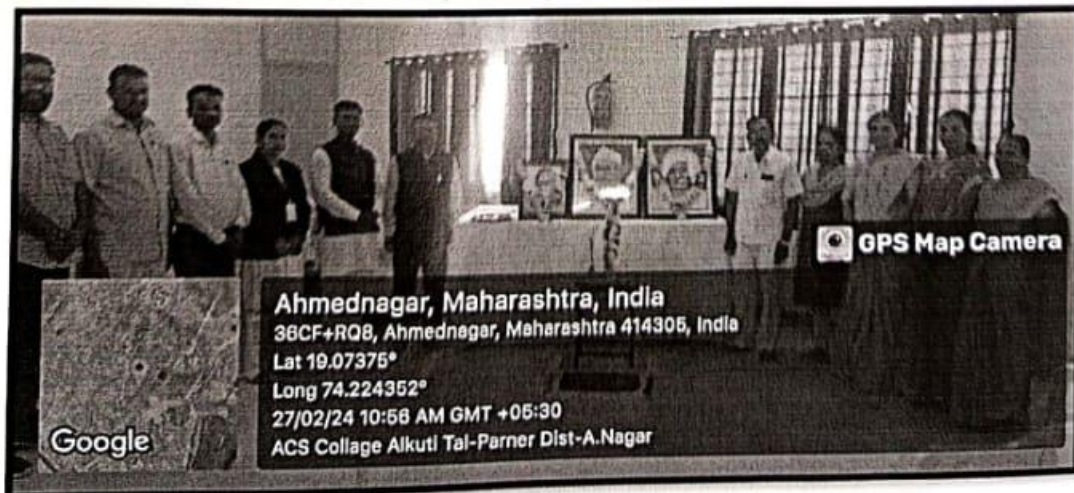 GPS Map Camera
Ahmednagar, Maharashtra, India
36CF+RQ8, Ahmednagar, Maharashtra 414305, India
Lat 19.07375°
Long 74.224352°
27/02/24 10:56 AM GMT +05:30
ACS Collage Alkuti Tal-Parner Dist-A.Nagar
Google